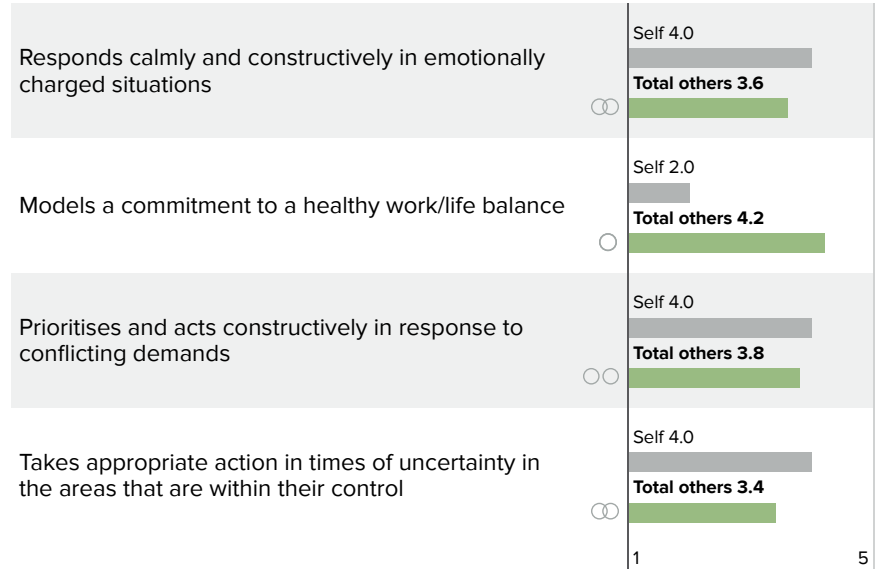 Responds calmly and constructively in emotionally
charged situations
Self 4.0
Total others 3.6
Models a commitment to a healthy work/life balance
Self 2.0
Total others 4.2
Prioritises and acts constructively in response to
conflicting demands
Self 4.0
Total others 3.8
Takes appropriate action in times of uncertainty in
the areas that are within their control
Self 4.0
Total others 3.4
1 5